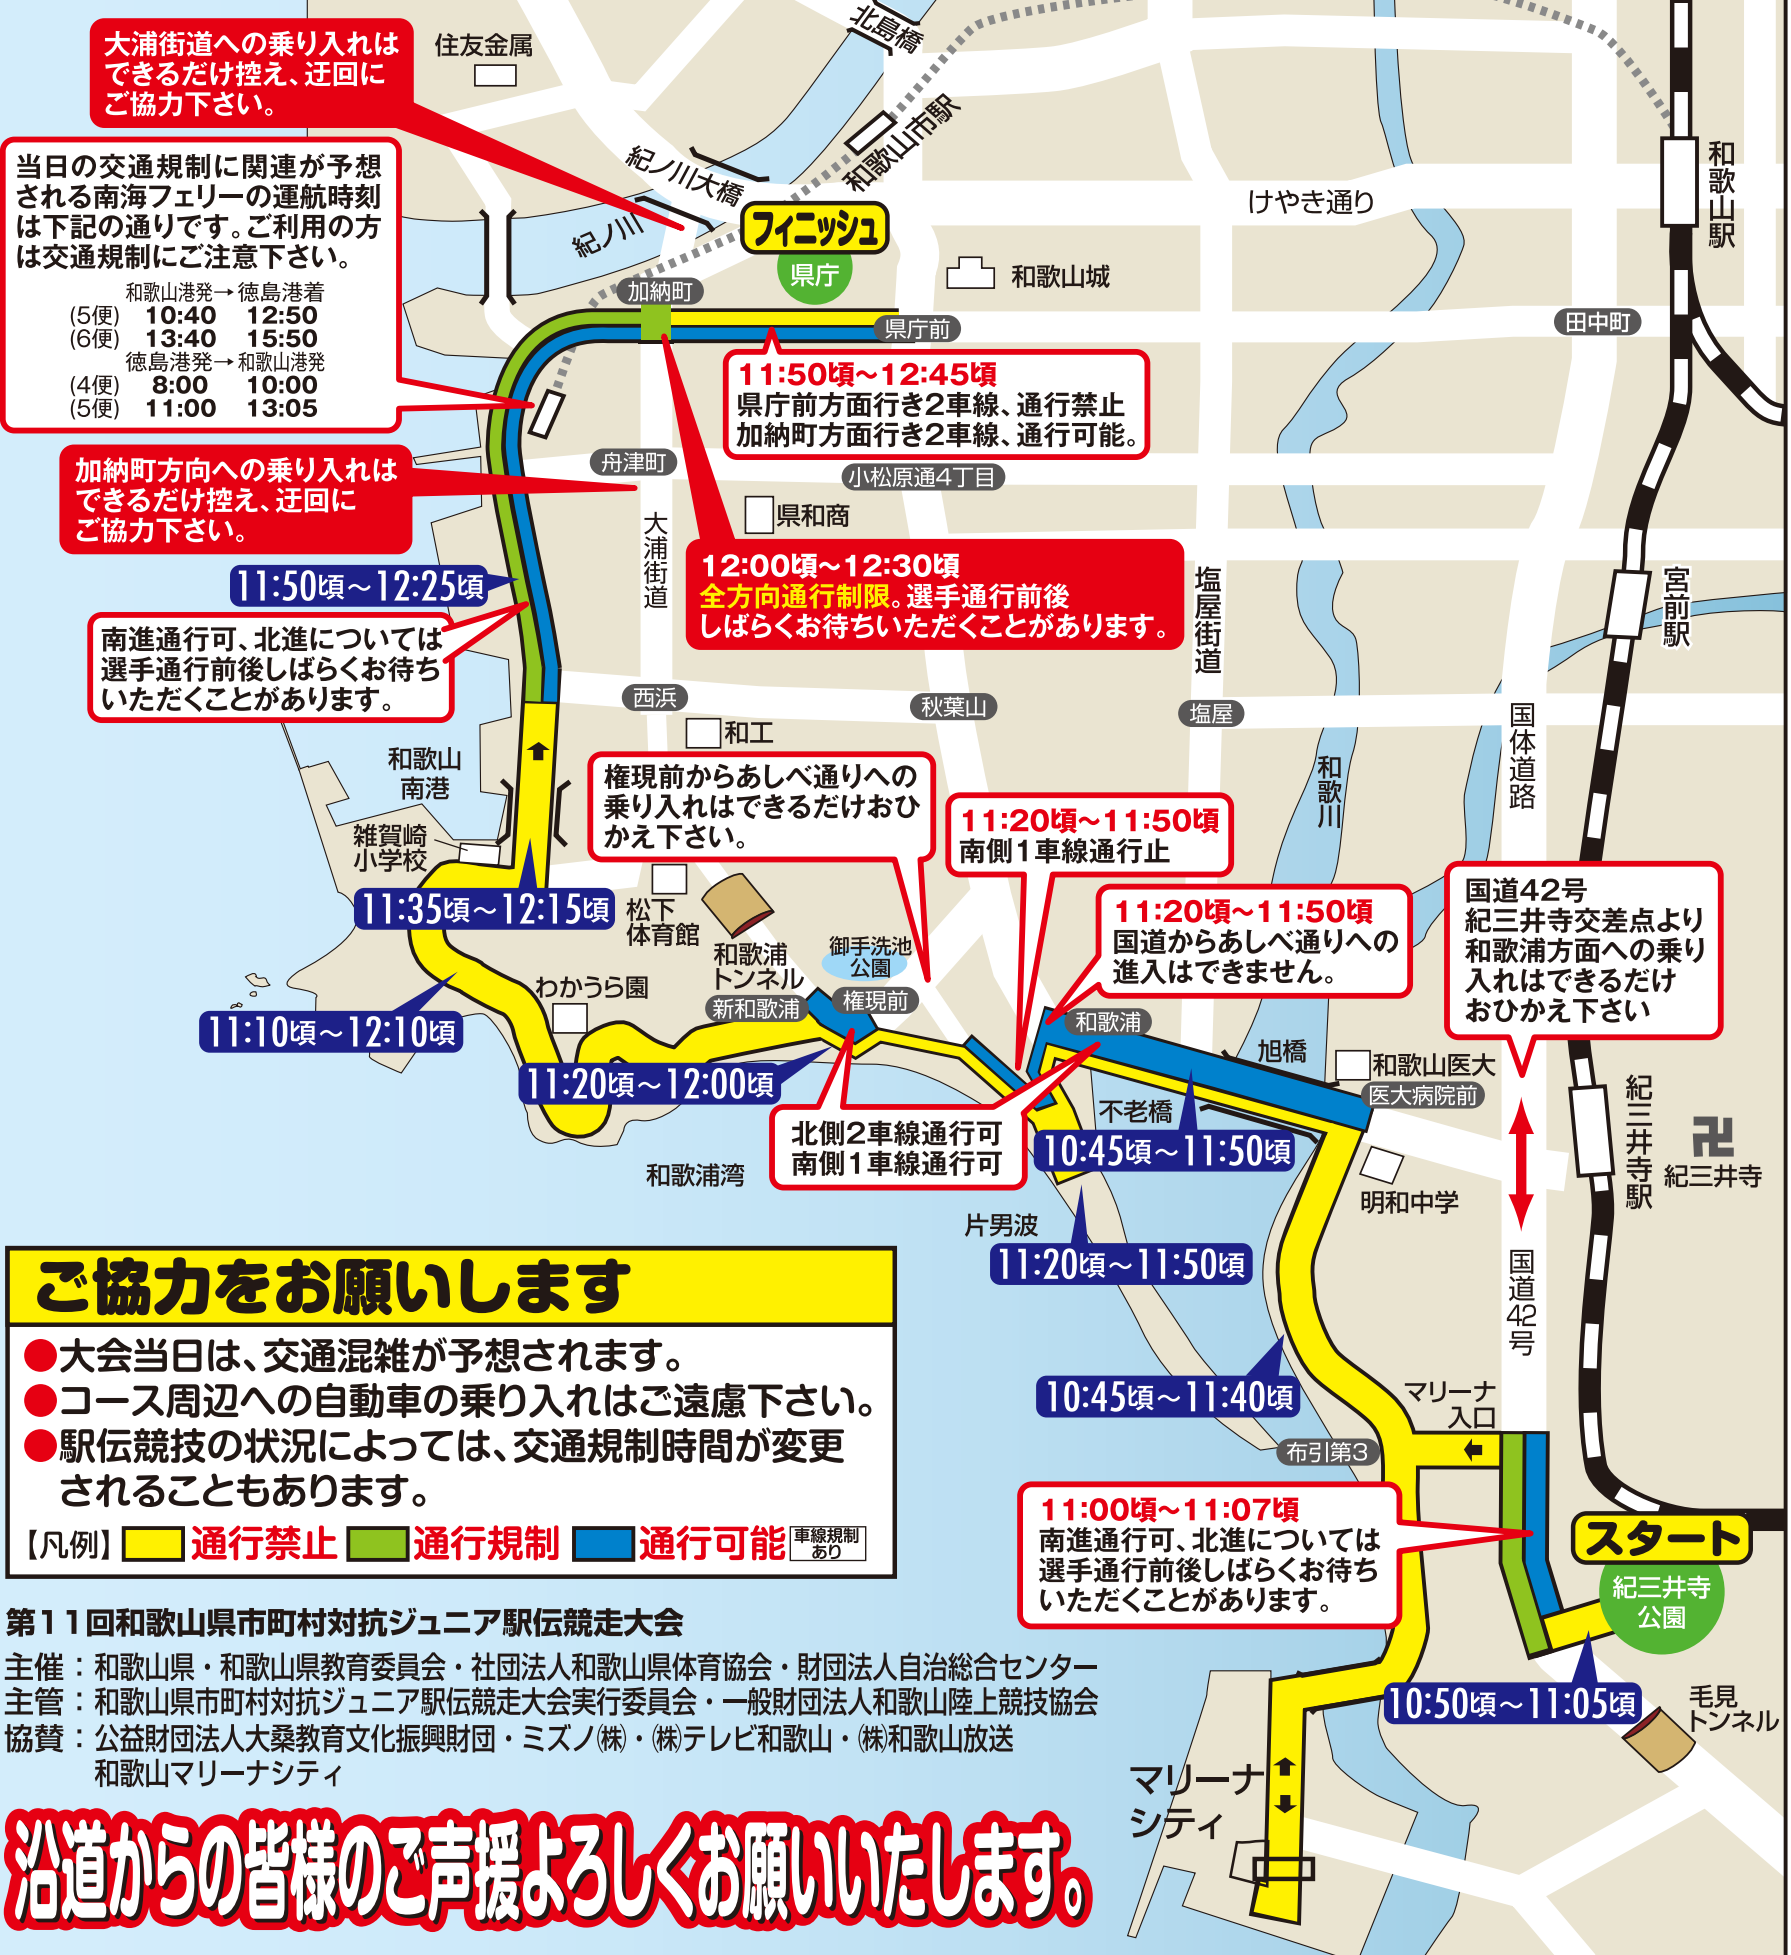 大浦街道への乗り入れは
できるだけ控え、迂回に
ご協力下さい。
住友金属
北島橋
和歌山市駅
紀ノ川大橋
紀ノ川
けやき通り
和歌山駅
当日の交通規制に関連が予想
される南海フェリーの運航時刻
は下記の通りです。ご利用の方
は交通規制にご注意下さい。
和歌山港発→徳島港着
(5便) 10:40 12:50
(6便) 13:40 15:50
徳島港発→和歌山港発
(4便) 8:00 10:00
(5便) 11:00 13:05
フィニッシュ
県庁
加納町
和歌山城
県庁前
田中町
11:50頃～12:45頃
県庁前方面行き2車線、通行禁止
加納町方面行き2車線、通行可能。
加納町方向への乗り入れは
できるだけ控え、迂回に
ご協力下さい。
舟津町
小松原通4丁目
県和商
大浦街道
12:00頃～12:30頃
全方向通行制限。選手通行前後
しばらくお待ちいただくことがあります。
塩屋街道
宮前駅
11:50頃～12:25頃
南進通行可、北進については
選手通行前後しばらくお待ち
いただくことがあります。
西浜
秋葉山
塩屋
国体道路
和歌川
和工
和歌山
南港
雑賀崎
小学校
権現前からあしべ通りへの
乗り入れはできるだけおひ
かえ下さい。
11:20頃～11:50頃
南側1車線通行止
11:20頃～11:50頃
国道からあしべ通りへの
進入はできません。
国道42号
紀三井寺交差点より
和歌浦方面への乗り
入れはできるだけ
おひかえ下さい
11:35頃～12:15頃
松下
体育館
和歌浦
トンネル
御手洗池
公園
わかうら園
新和歌浦
権現前
和歌浦
11:10頃～12:10頃
11:20頃～12:00頃
旭橋
和歌山医大
医大病院前
不老橋
北側2車線通行可
南側1車線通行可
10:45頃～11:50頃
明和中学
紀三井寺駅
卍
紀三井寺
和歌浦湾
片男波
11:20頃～11:50頃
国道42号
10:45頃～11:40頃
マリーナ
入口
布引第3
11:00頃～11:07頃
南進通行可、北進については
選手通行前後しばらくお待ち
いただくことがあります。
スタート
紀三井寺
公園
10:50頃～11:05頃
毛見
トンネル
マリーナ
シティ
ご協力をお願いします
●大会当日は、交通混雑が予想されます。
●コース周辺への自動車の乗り入れはご遠慮下さい。
●駅伝競技の状況によっては、交通規制時間が変更
されることもあります。
【凡例】 通行禁止 通行規制 通行可能 車線規制
あり
第11回和歌山県市町村対抗ジュニア駅伝競走大会
主催：和歌山県・和歌山県教育委員会・社団法人和歌山県体育協会・財団法人自治総合センター
主管：和歌山県市町村対抗ジュニア駅伝競走大会実行委員会・一般財団法人和歌山陸上競技協会
協賛：公益財団法人大桑教育文化振興財団・ミズノ㈱・㈱テレビ和歌山・㈱和歌山放送
和歌山マリーナシティ
沿道からの皆様のご声援よろしくお願いいたします。